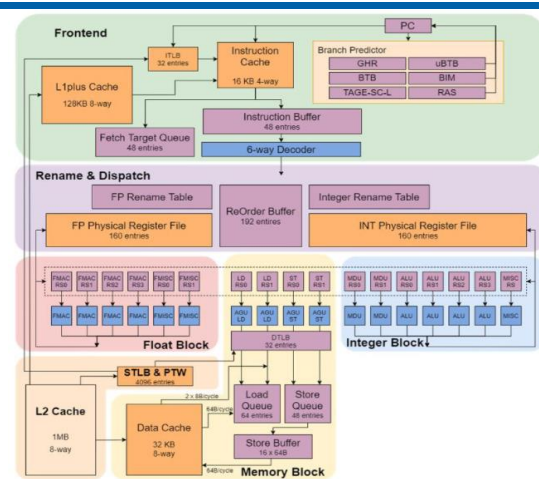 Frontend
PC
ITLB
32 entries
Instruction
Cache
16 KB 4-way
Branch Predictor
GHR
uBTB
BTB
BIM
TAGE-SC-L
RAS
L1plus Cache
128KB 8-way
Instruction Buffer
48 entries
Fetch Target Queue
48 entries
6-way Decoder
Rename & Dispatch
FP Rename Table
ReOrder Buffer
192 entires
Integer Rename Table
FP Physical Register File
160 entries
INT Physical Register File
160 entries
FMAC RS0
FMAC RS1
FMAC RS2
FMAC RS3
FMISC RS0
FMISC RS1
LD RS0
LD RS1
ST RS0
ST RS1
MDU RS0
MDU RS1
ALU RS0
ALU RS1
ALU RS2
ALU RS3
MISC RS
FMAC
FMAC
FMAC
FMAC
FMISC
FMISC
AGU LD
AGU LD
AGU ST
AGU ST
MDU
MDU
ALU
ALU
ALU
ALU
MISC
Float Block
DTLB
32 entries
Integer Block
STLB & PTW
4096 entries
2 x 8B/cycle
64B/cycle
Load
Queue
64 entries
Store
Queue
48 entries
L2 Cache
1MB
8-way
Data Cache
32 KB
8-way
Store Buffer
16 x 64B
64B/cycle
Memory Block